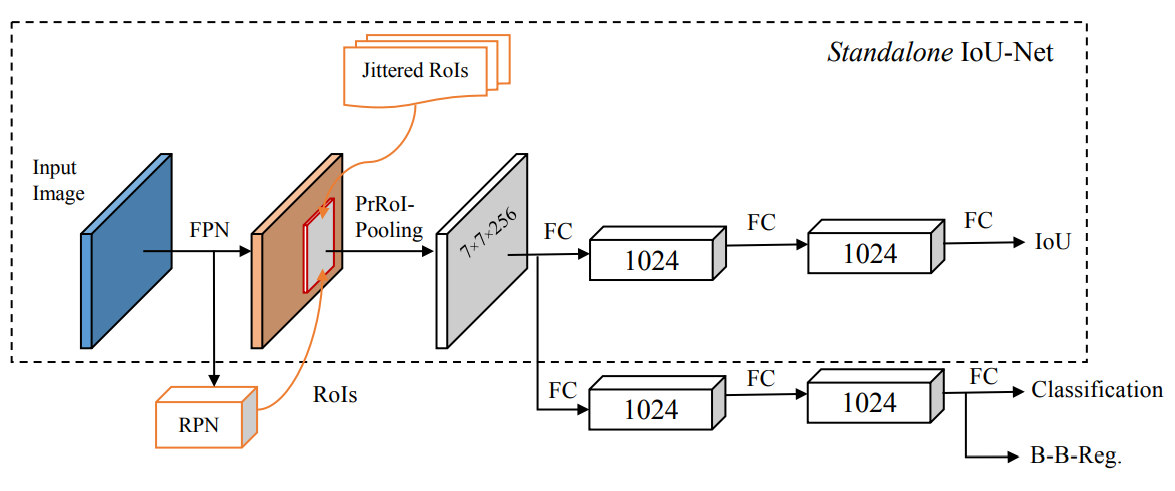 Standalone IoU-Net
Jittered RoIs
Input
Image
FPN
PrRoI-
Pooling
7×7×256
FC
1024
FC
1024
FC
IoU
RPN
RoIs
FC
1024
FC
1024
FC
Classification
B-B-Reg.